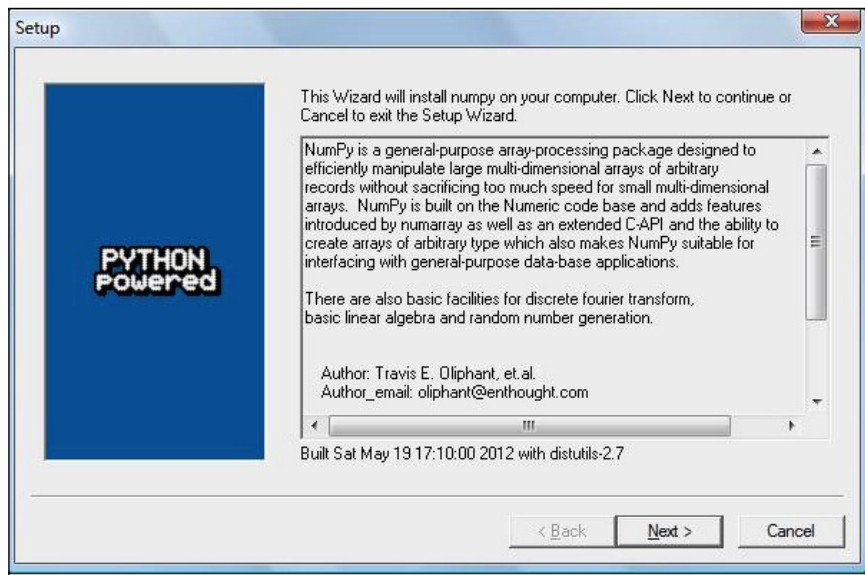 Setup
This Wizard will install numpy on your computer. Click Next to continue or
Cancel to exit the Setup Wizard.
NumPy is a general-purpose array-processing package designed to
efficiently manipulate large multi-dimensional arrays of arbitrary
records without sacrificing too much speed for small multi-dimensional
arrays.  NumPy is built on the Numeric code base and adds features
introduced by numarray as well as an extended C-API and the ability to
create arrays of arbitrary type which also makes NumPy suitable for
interfacing with general-purpose data-base applications.
There are also basic facilities for discrete fourier transform,
basic linear algebra and random number generation.
Author: Travis E. Oliphant, et.al.
Author_email: oliphant@enthought.com
PYTHON
Powered
Built Sat May 19 17:10:00 2012 with distutils-2.7
< Back
Next >
Cancel